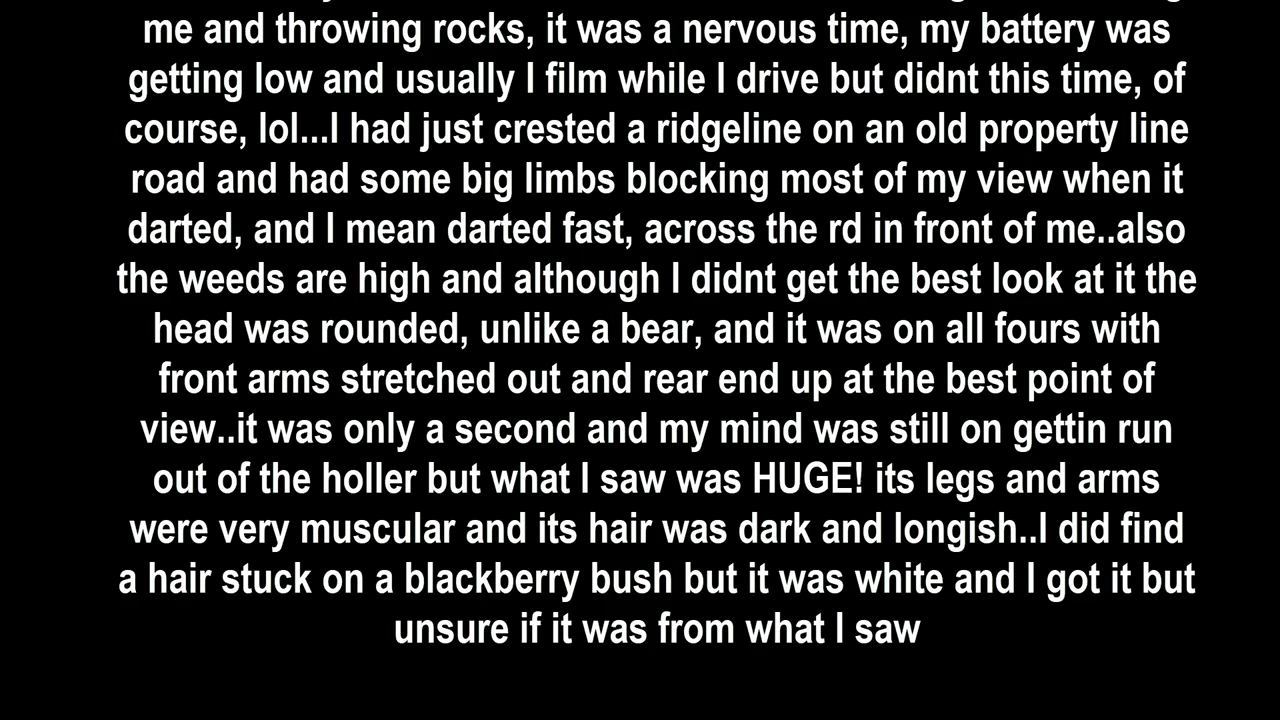 me and throwing rocks, it was a nervous time, my battery was
getting low and usually I film while I drive but didnt this time, of
course, lol...I had just crested a ridgeline on an old property line
road and had some big limbs blocking most of my view when it
darted, and I mean darted fast, across the rd in front of me..also
the weeds are high and although I didnt get the best look at it the
head was rounded, unlike a bear, and it was on all fours with
front arms stretched out and rear end up at the best point of
view..it was only a second and my mind was still on gettin run
out of the holler but what I saw was HUGE! its legs and arms
were very muscular and its hair was dark and longish..I did find
a hair stuck on a blackberry bush but it was white and I got it but
unsure if it was from what I saw